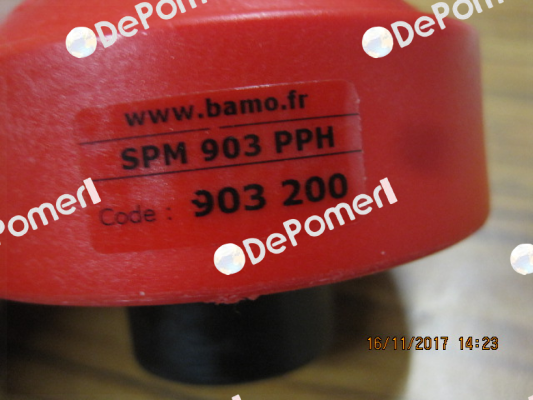 DePomerl
DePomerl
www.bamo.fr
SPM 903 PPH
Code : 903 200
DePomerl
DePomerl
16/11/2017 14:23